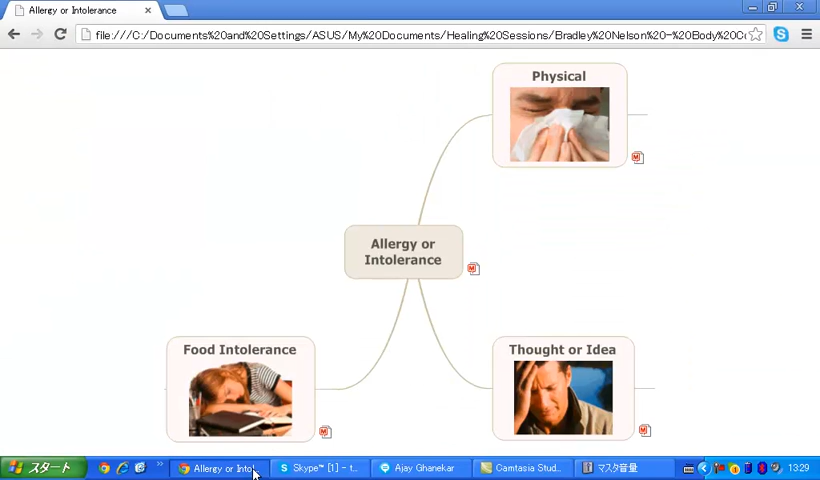 Allergy or Intolerance
file:///C:/Documents%20and%20Settings/ASUS/My%20Documents/Healing%20Sessions/Bradley%20Nelson%20-%20Body%20Co
Physical
Allergy or
Intolerance
Food Intolerance
Thought or Idea
スタート
Allergy or Intol...
Skype™ [1] - t...
Ajay Ghanekar
Camtasia Stud...
マスタ音量
13:29